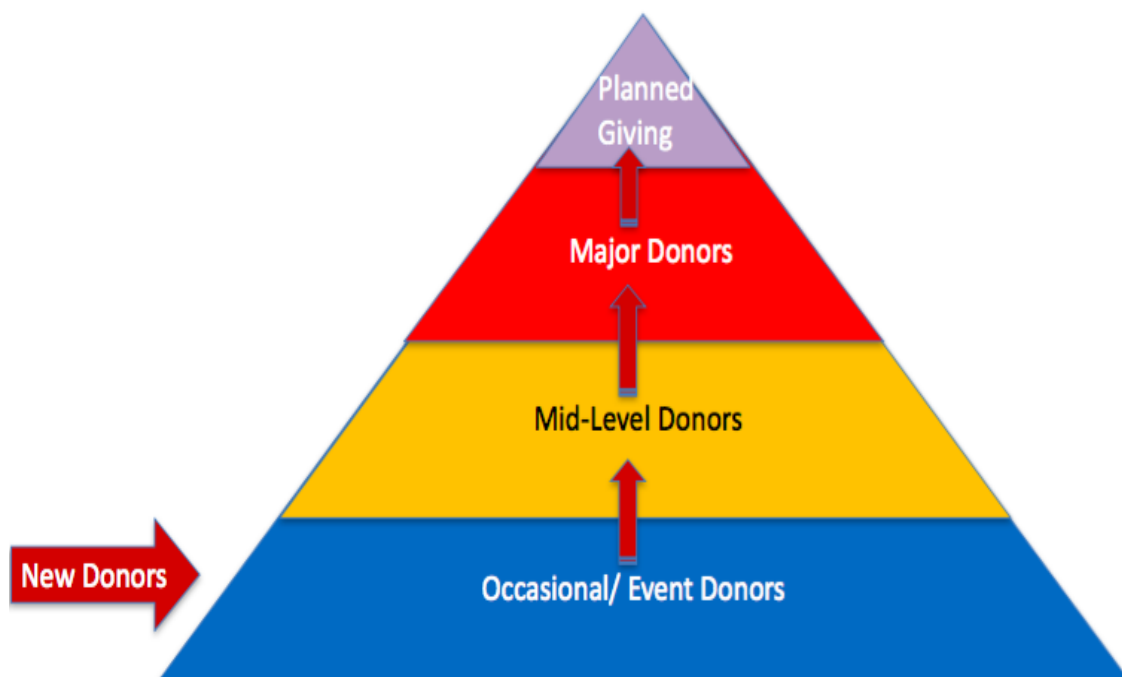 Planned
Giving
Major Donors
Mid-Level Donors
New Donors
Occasional/ Event Donors